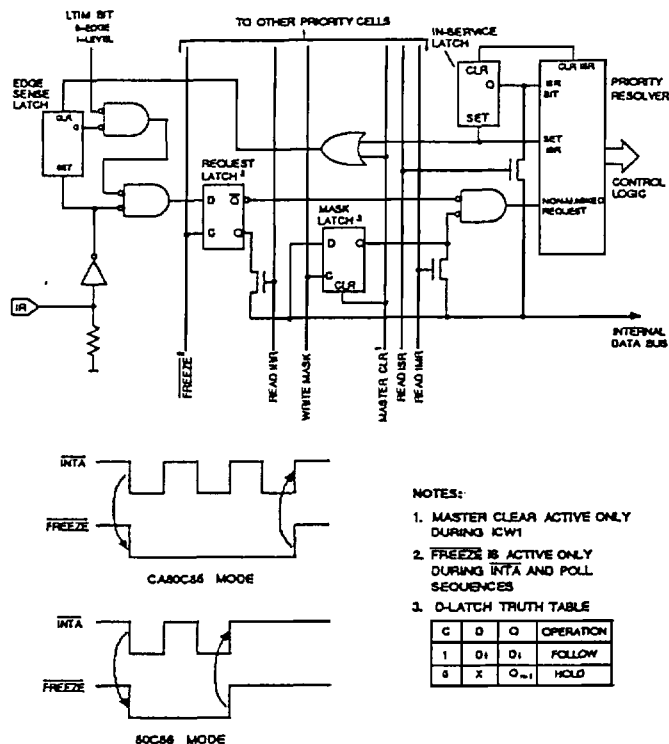 LTIM BIT
0-EDGE
1-LEVEL
TO OTHER PRIORITY CELLS
IN-SERVICE
LATCH
EDGE
SENSE
LATCH
CLR
Q
SET
CLR
Q
SET
CLR ISR
ISR
BIT
SET
ISR
NON-MASKED
REQUEST
PRIORITY
RESOLVER
CONTROL
LOGIC
REQUEST
LATCH 3
D
Q
C
Q
MASK
LATCH 3
D
Q
C
CLR
IR
INTERNAL
DATA BUS
FREEZE 2
READ IRR
WRITE MASK
MASTER CLR 1
READ ISR
READ IMR
INTA
FREEZE
CA80C85 MODE
INTA
FREEZE
80C86 MODE
NOTES:
1. MASTER CLEAR ACTIVE ONLY
DURING ICW1
2. FREEZE IS ACTIVE ONLY
DURING INTA AND POLL
SEQUENCES
3. D-LATCH TRUTH TABLE
C D Q OPERATION
1 Di Di FOLLOW
0 X Qn-1 HOLD